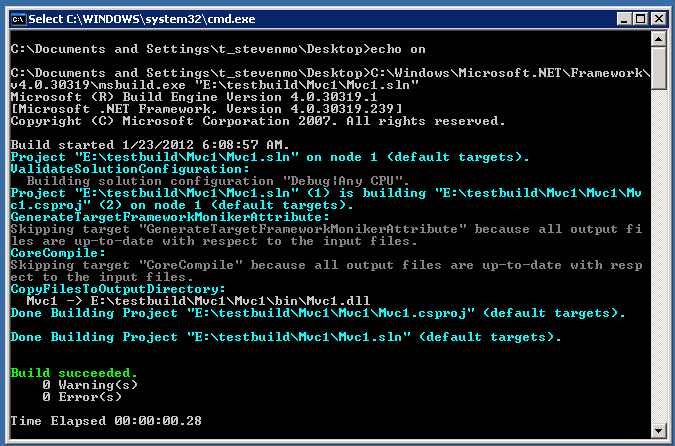 Select C:\WINDOWS\system32\cmd.exe
C:\Documents and Settings\t_stevenmo\Desktop>echo on
C:\Documents and Settings\t_stevenmo\Desktop>C:\Windows\Microsoft.NET\Framework\
v4.0.30319\msbuild.exe "E:\testbuild\Mvc1\Mvc1.sln"
Microsoft (R) Build Engine Version 4.0.30319.1
[Microsoft .NET Framework, Version 4.0.30319.239]
Copyright (C) Microsoft Corporation 2007. All rights reserved.
Build started 1/23/2012 6:08:57 AM.
Project "E:\testbuild\Mvc1\Mvc1.sln" on node 1 (default targets).
ValidateSolutionConfiguration:
Building solution configuration "Debug|Any CPU".
Project "E:\testbuild\Mvc1\Mvc1.sln" (1) is building "E:\testbuild\Mvc1\Mvc1\Mv
c1.csproj" (2) on node 1 (default targets).
GenerateTargetFrameworkMonikerAttribute:
Skipping target "GenerateTargetFrameworkMonikerAttribute" because all output fi
les are up-to-date with respect to the input files.
CoreCompile:
Skipping target "CoreCompile" because all output files are up-to-date with resp
ect to the input files.
CopyFilesToOutputDirectory:
Mvc1 -> E:\testbuild\Mvc1\Mvc1\bin\Mvc1.dll
Done Building Project "E:\testbuild\Mvc1\Mvc1\Mvc1.csproj" (default targets).
Done Building Project "E:\testbuild\Mvc1\Mvc1.sln" (default targets).
Build succeeded.
0 Warning(s)
0 Error(s)
Time Elapsed 00:00:00.28